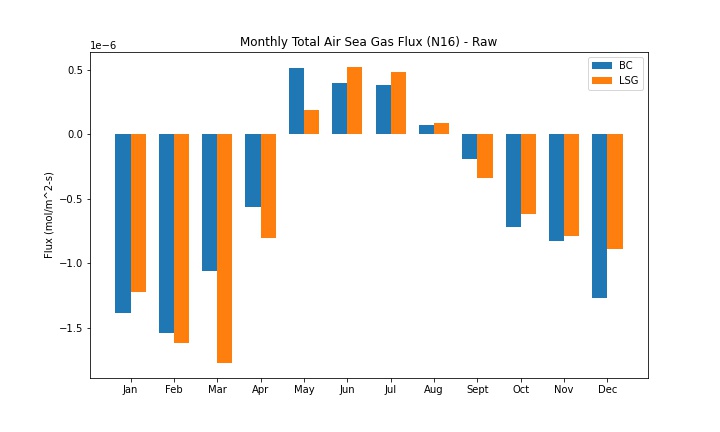 Monthly Total Air Sea Gas Flux (N16) - Raw
1e−6
BC
LSG
0.5
0.0
−0.5
−1.0
−1.5
Flux (mol/m^2-s)
Jan Feb Mar Apr May Jun Jul Aug Sept Oct Nov Dec